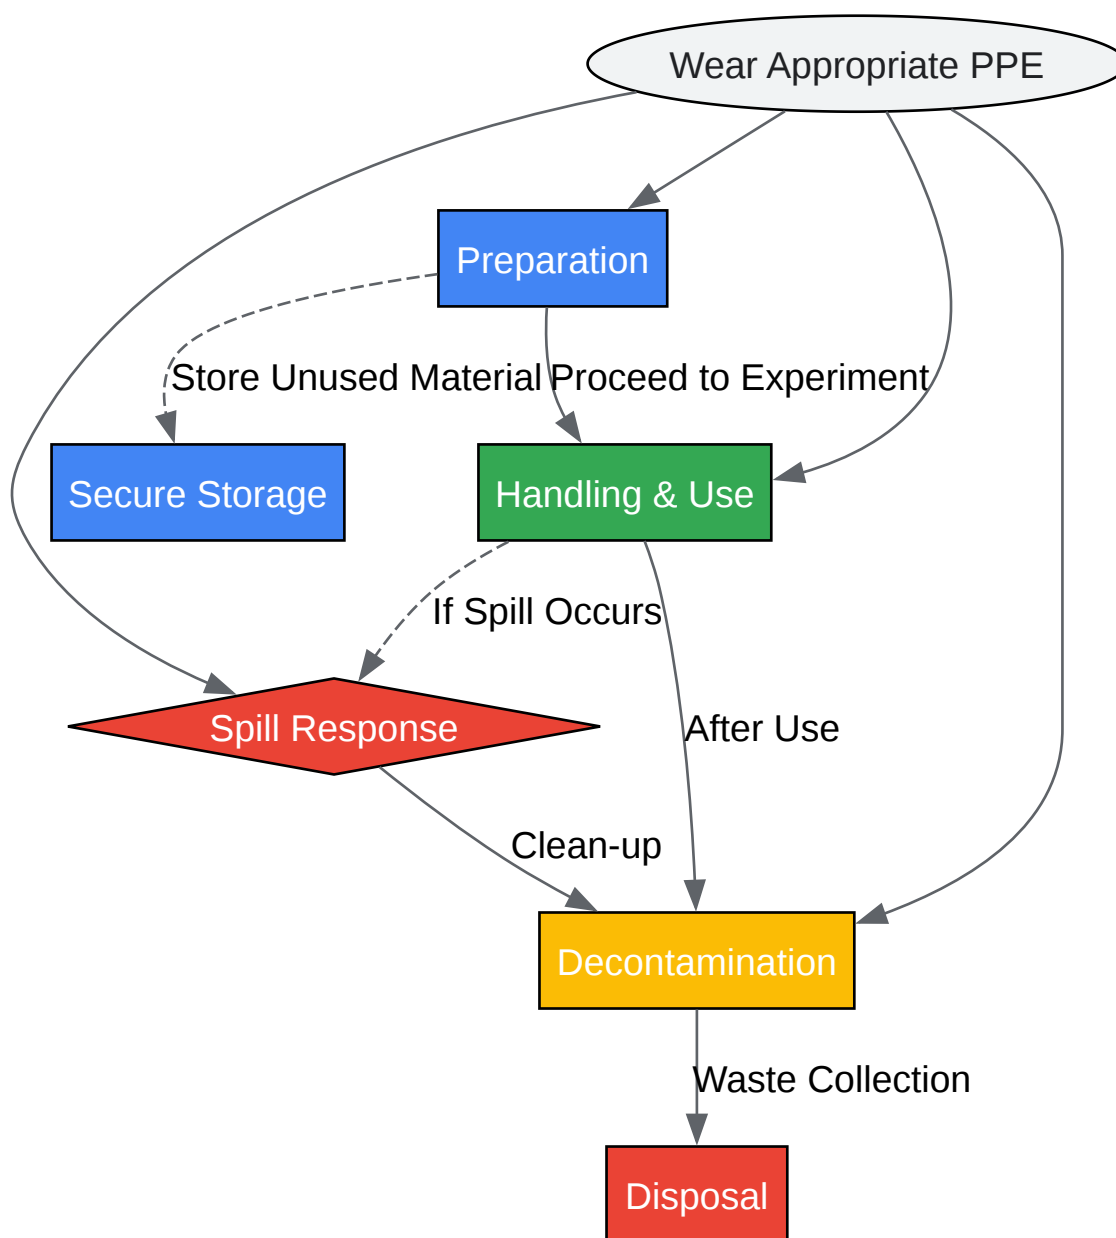 Wear Appropriate PPE
Preparation
Store Unused Material
Proceed to Experiment
Secure Storage
Handling & Use
If Spill Occurs
Spill Response
After Use
Clean-up
Decontamination
Waste Collection
Disposal